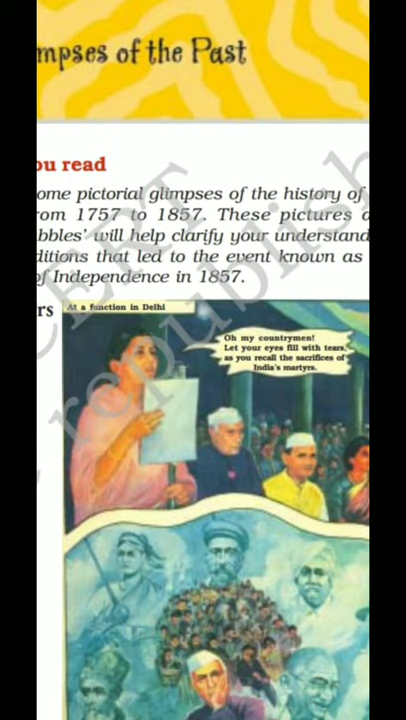 mpses of the Past
ou read
ome pictorial glimpses of the history of
rom 1757 to 1857. These pictures
bbles' will help clarify your understand
ditions that led to the event known as
of Independence in 1857.
rs
At a function in Delhi
Oh my countrymen!
Let your eyes fill with tears,
as you recall the sacrifices of
India's martyrs.
republish